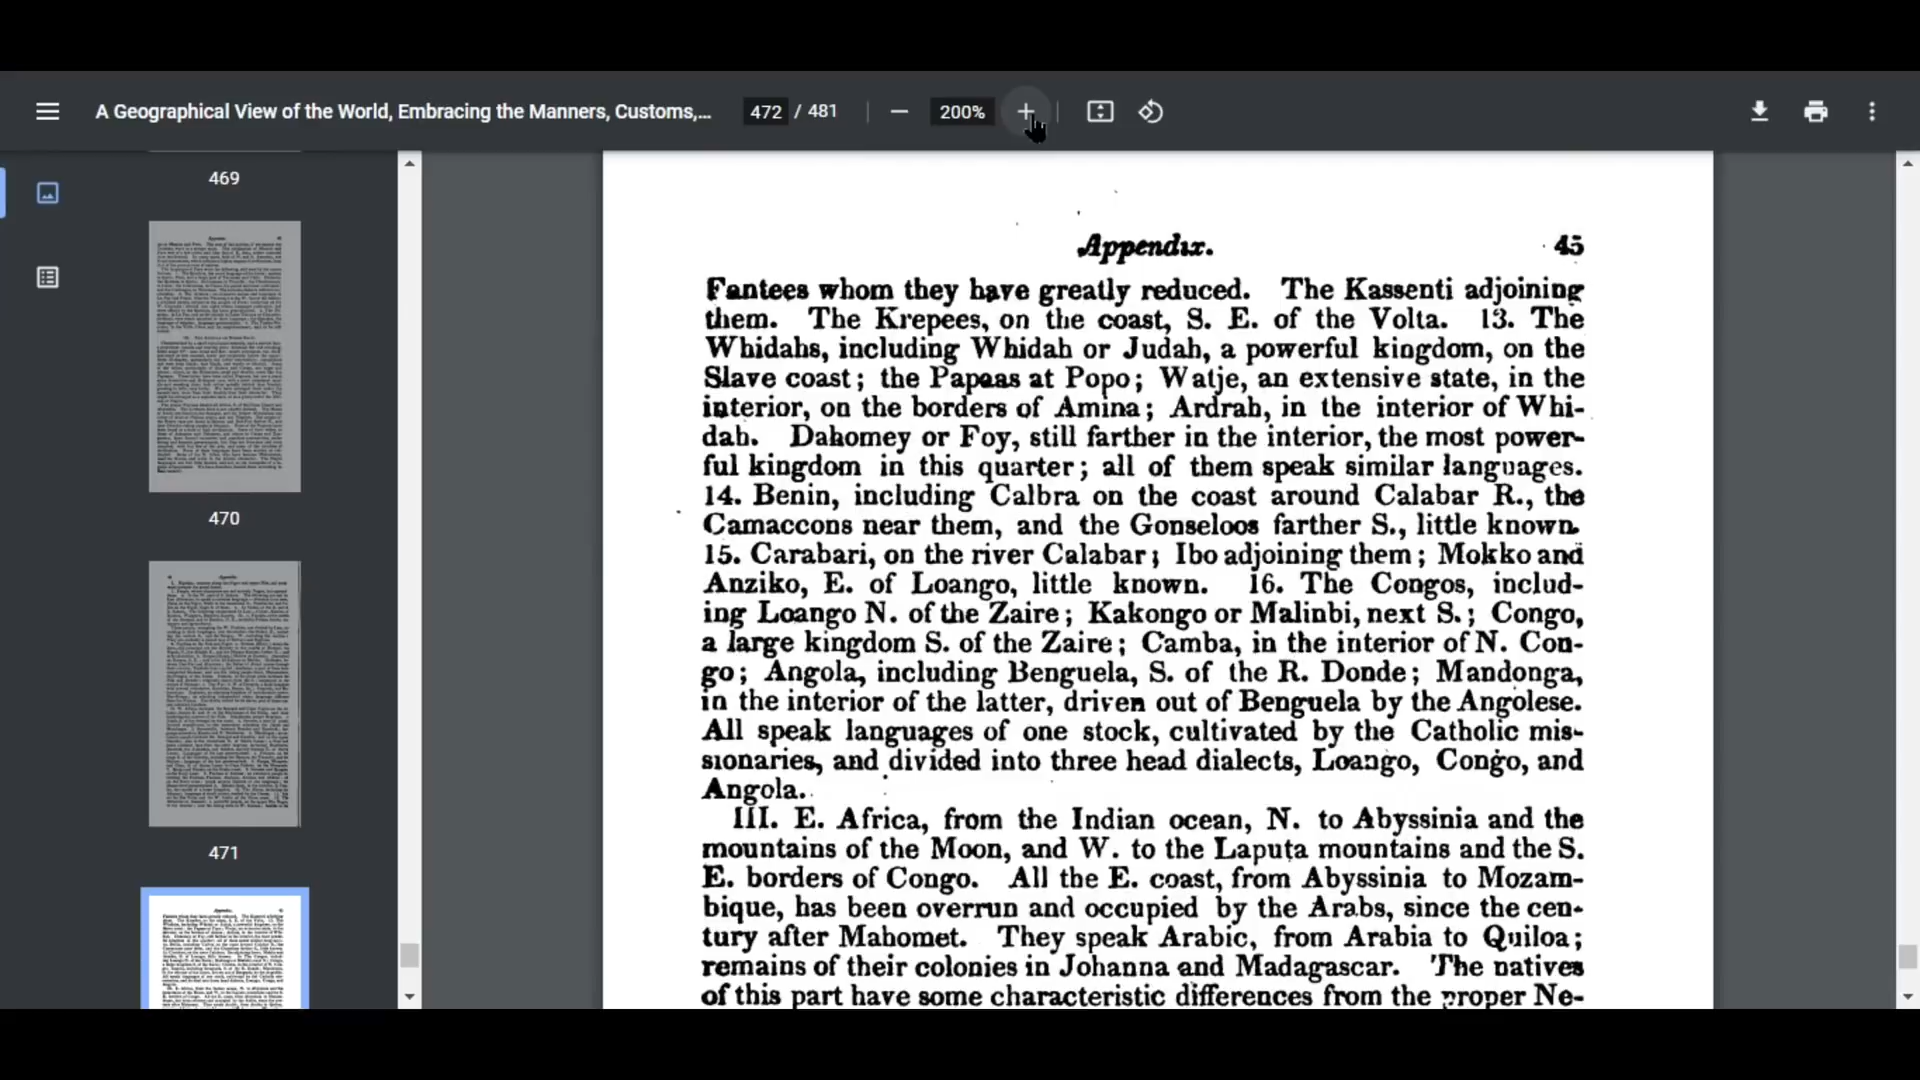 A Geographical View of the World, Embracing the Manners, Customs,...
472 / 481
200%
469
470
471
Appendix.
45
Fantees whom they have greatly reduced. The Kassenti adjoining
them. The Krepees, on the coast, S. E. of the Volta. 13. The
Whidahs, including Whidah or Judah, a powerful kingdom, on the
Slave coast; the Papaas at Popo; Watje, an extensive state, in the
interior, on the borders of Amina; Ardrah, in the interior of Whi-
dah. Dahomey or Foy, still farther in the interior, the most power-
ful kingdom in this quarter; all of them speak similar languages.
14. Benin, including Calbra on the coast around Calabar R., the
Camaccons near them, and the Gonseloos farther S., little known.
15. Carabari, on the river Calabar; Ibo adjoining them; Mokko and
Anziko, E. of Loango, little known. 16. The Congos, includ-
ing Loango N. of the Zaire; Kakongo or Malinbi, next S.; Congo,
a large kingdom S. of the Zaire; Camba, in the interior of N. Con-
go; Angola, including Benguela, S. of the R. Donde; Mandonga,
in the interior of the latter, driven out of Benguela by the Angolese.
All speak languages of one stock, cultivated by the Catholic mis-
sionaries, and divided into three head dialects, Loango, Congo, and
Angola.
III. E. Africa, from the Indian ocean, N. to Abyssinia and the
mountains of the Moon, and W. to the Laputa mountains and the S.
E. borders of Congo. All the E. coast, from Abyssinia to Mozam-
bique, has been overrun and occupied by the Arabs, since the cen-
tury after Mahomet. They speak Arabic, from Arabia to Quiloa;
remains of their colonies in Johanna and Madagascar. The natives
of this part have some characteristic differences from the proper Ne-